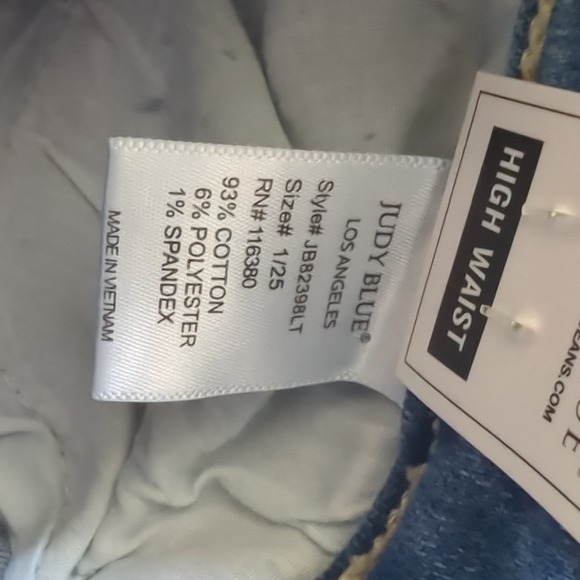 JUDY BLUE®
LOS ANGELES
Style# JB82398LT
Size# 1/25
RN# 116380
93% COTTON
6% POLYESTER
1% SPANDEX
MADE IN VIETNAM
HIGH WAIST
EANS.COM